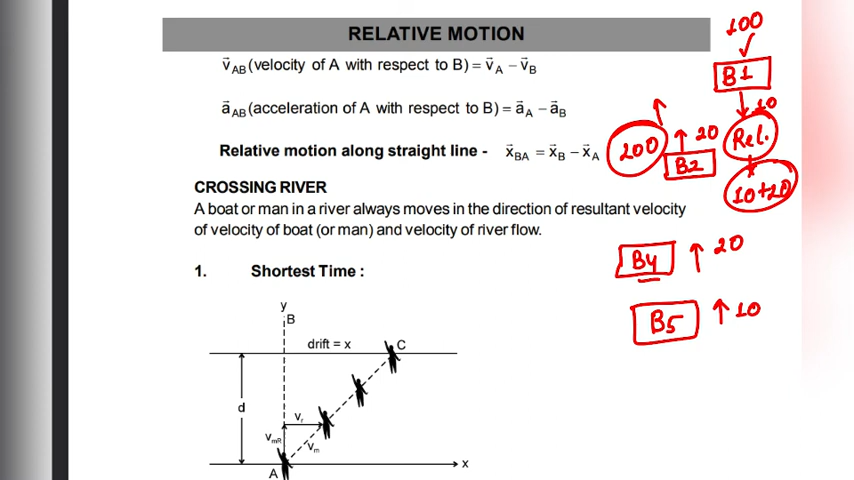 RELATIVE MOTION
v⃗AB (velocity of A with respect to B) = v⃗A − v⃗B
a⃗AB (acceleration of A with respect to B) = a⃗A − a⃗B
Relative motion along straight line - x⃗BA = x⃗B − x⃗A
CROSSING RIVER
A boat or man in a river always moves in the direction of resultant velocity
of velocity of boat (or man) and velocity of river flow.
1. Shortest Time :
y
B
drift = x
C
d
vr
vmR
vm
A
x
100
B1
10
Rel.
200
20
B2
10+20
B4
20
B5
10